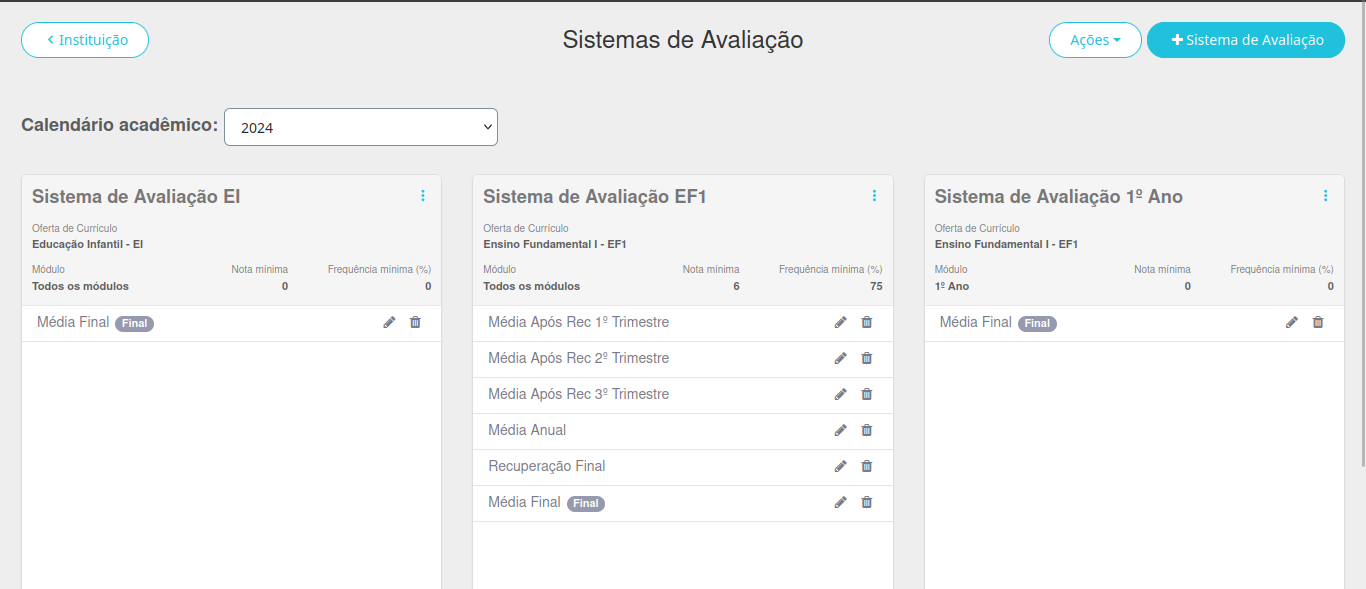 Instituição
Sistemas de Avaliação
Ações
Sistema de Avaliação
Calendário acadêmico:
2024
Sistema de Avaliação EI
Oferta de Currículo
Educação Infantil - EI
Módulo Nota mínima Frequência mínima (%)
Todos os módulos 0 0
Média Final Final
Sistema de Avaliação EF1
Oferta de Currículo
Ensino Fundamental I - EF1
Módulo Nota mínima Frequência mínima (%)
Todos os módulos 6 75
Média Após Rec 1º Trimestre
Média Após Rec 2º Trimestre
Média Após Rec 3º Trimestre
Média Anual
Recuperação Final
Média Final Final
Sistema de Avaliação 1º Ano
Oferta de Currículo
Ensino Fundamental I - EF1
Módulo Nota mínima Frequência mínima (%)
1º Ano 0 0
Média Final Final